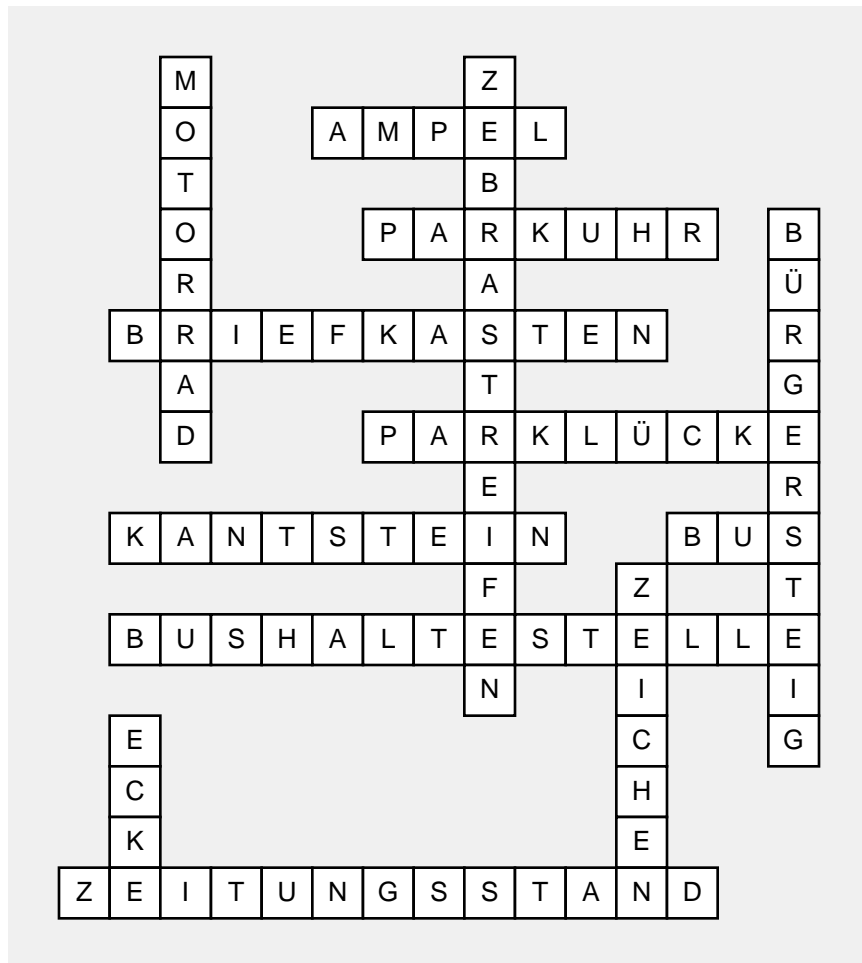 MOTORRAD
ZEBRASTREIFEN
AMPEL
PARKUHR
BÜRGERSTEIG
BRIEFKASTEN
PARKLÜCKE
KANTSTEIN
BUS
ZEICHEN
BUSHALTESTELLE
ECKE
ZEITUNGSSTAND